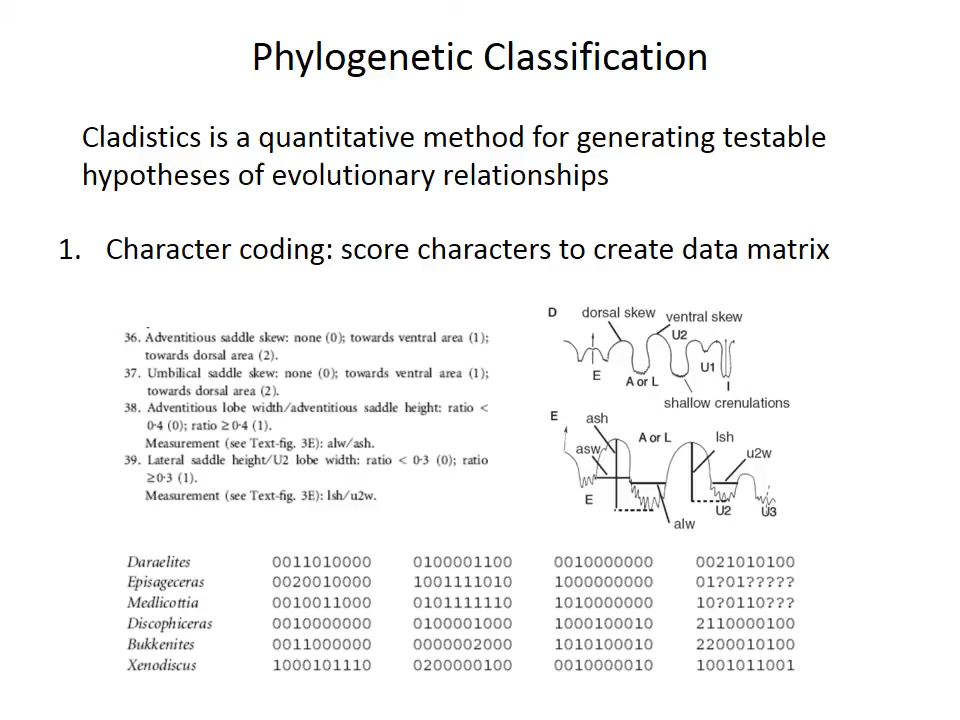 Phylogenetic Classification
Cladistics is a quantitative method for generating testable
hypotheses of evolutionary relationships
1. Character coding: score characters to create data matrix
36. Adventitious saddle skew: none (0); towards ventral area (1);
towards dorsal area (2).
37. Umbilical saddle skew: none (0); towards ventral area (1);
towards dorsal area (2).
38. Adventitious lobe width/adventitious saddle height: ratio <
0·4 (0); ratio ≥ 0·4 (1).
Measurement (see Text-fig. 3E): alw/ash.
39. Lateral saddle height/U2 lobe width: ratio < 0·3 (0); ratio
≥0·3 (1).
Measurement (see Text-fig. 3E): lsh/u2w.
D dorsal skew ventral skew
U2
E A or L U1 I
shallow crenulations
E ash
A or L lsh
asw u2w
E U2 U3
alw
Daraelites 0011010000 0100001100 0010000000 0021010100
Episageceras 0020010000 1001111010 1000000000 01?01?????
Medlicottia 0010011000 0101111110 1010000000 10?0110???
Discophiceras 0010000000 0100001000 1000100010 2110000100
Bukkenites 0011000000 0000002000 1010100010 2200010100
Xenodiscus 1000101110 0200000100 0010000010 1001011001